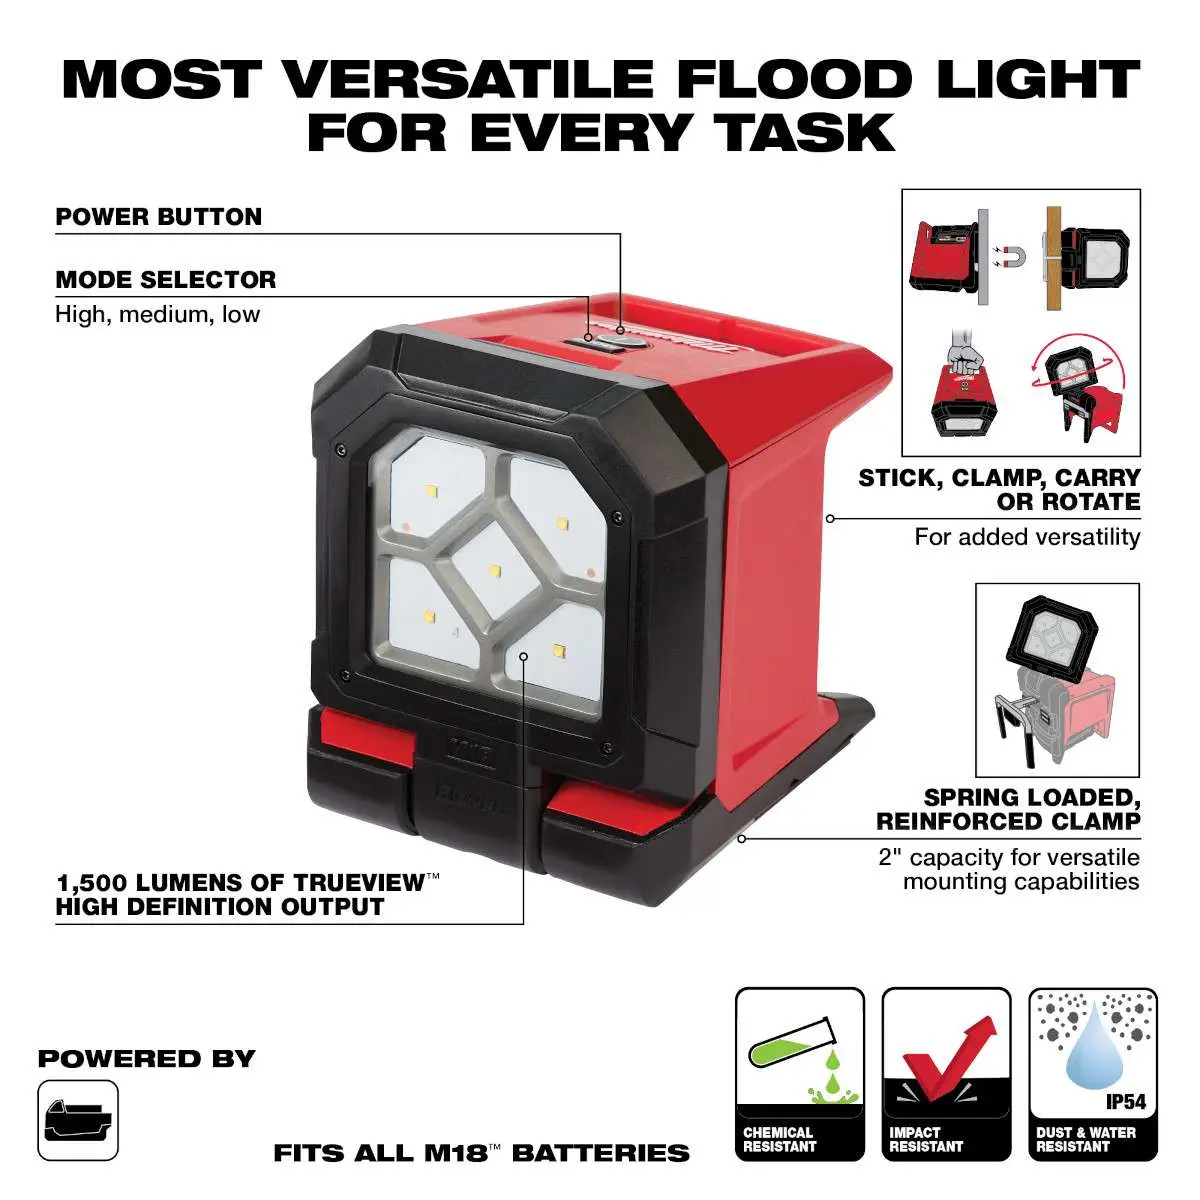 MOST VERSATILE FLOOD LIGHT
FOR EVERY TASK
POWER BUTTON
MODE SELECTOR
High, medium, low
STICK, CLAMP, CARRY
OR ROTATE
For added versatility
M18
4
SPRING LOADED,
REINFORCED CLAMP
2" capacity for versatile
mounting capabilities
1,500 LUMENS OF TRUEVIEW™
HIGH DEFINITION OUTPUT
POWERED BY
FITS ALL M18™ BATTERIES
CHEMICAL
RESISTANT
IMPACT
RESISTANT
IP54
DUST & WATER
RESISTANT